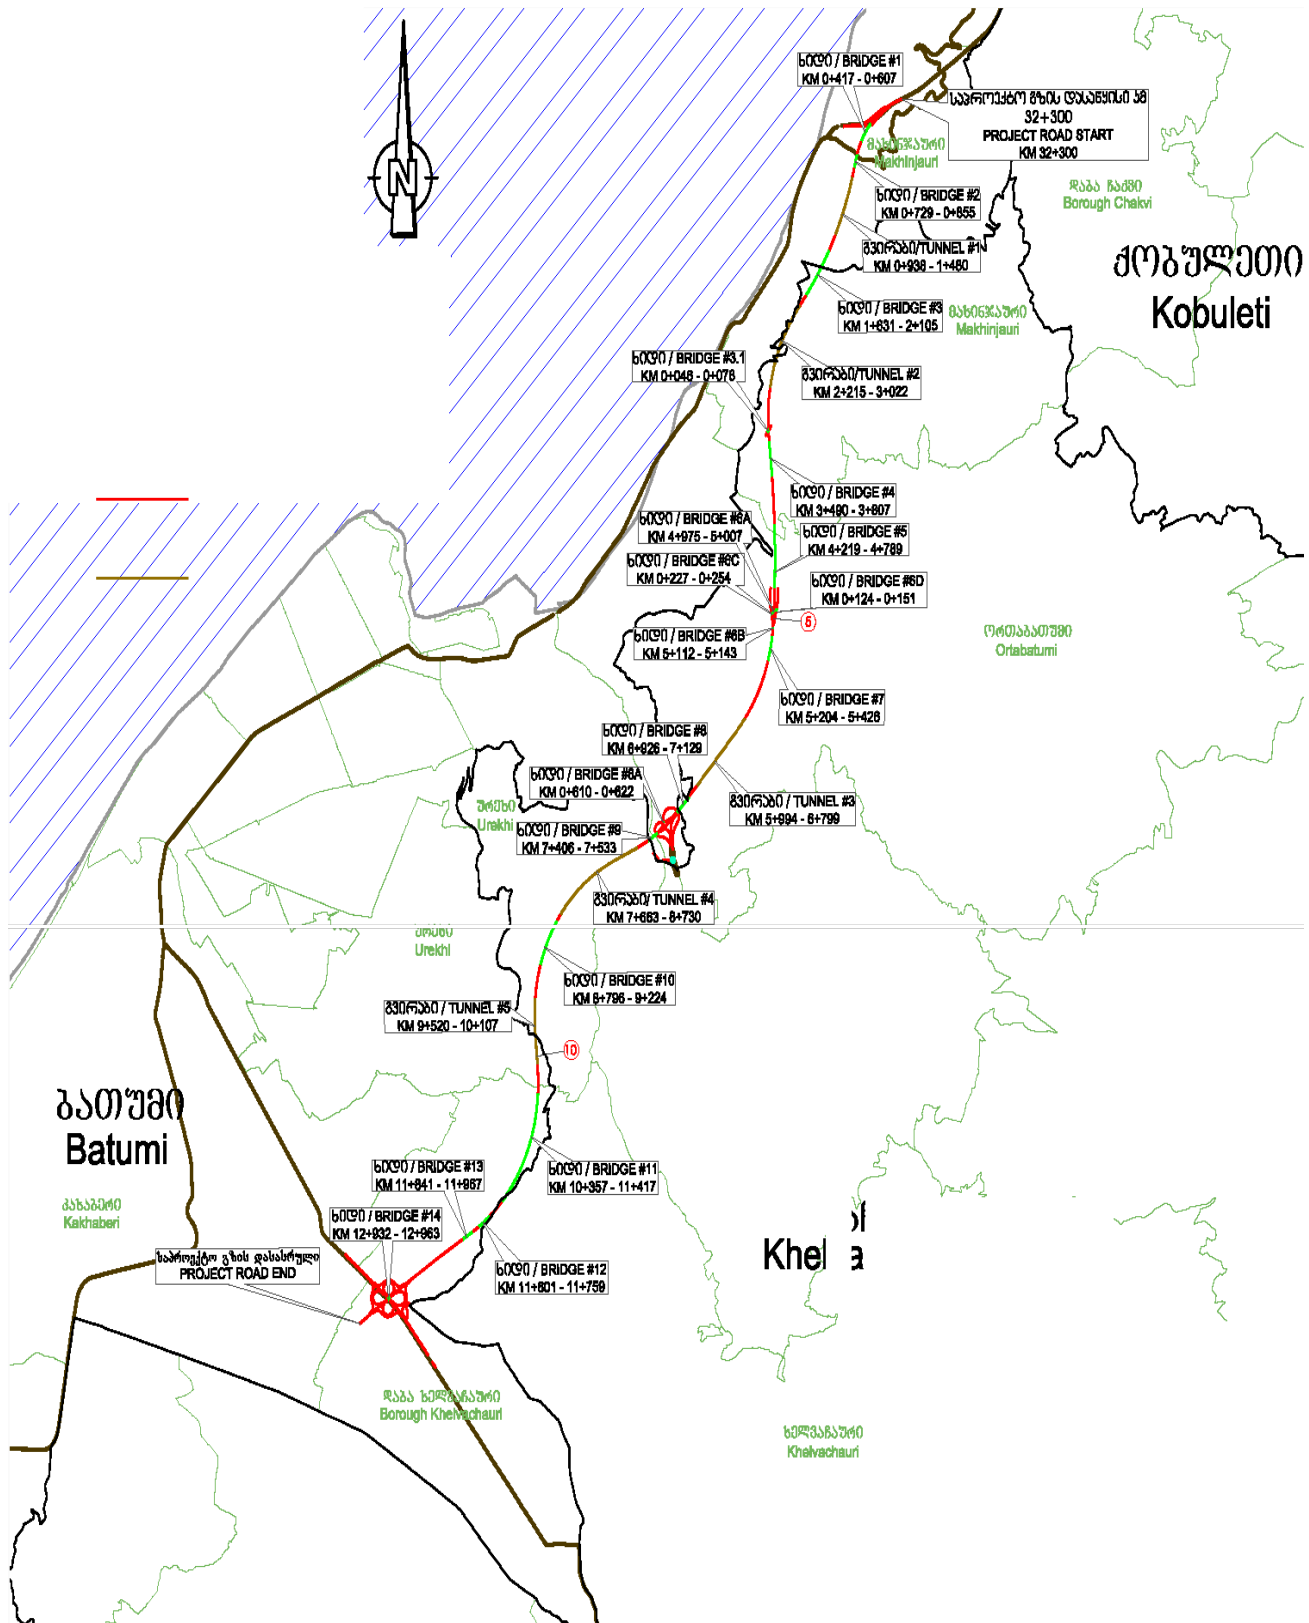 ხიდი / BRIDGE #1
KM 0+417 - 0+607
საპროექტო გზის დასაწყისი კმ
32+300
PROJECT ROAD START
KM 32+300
მახინჯაური
Makhinjauri
ხიდი / BRIDGE #2
KM 0+729 - 0+855
დაბა ჩაქვი
Borough Chakvi
გვირაბი/TUNNEL #1
KM 0+938 - 1+480
ქობულეთი
Kobuleti
ხიდი / BRIDGE #3
KM 1+631 - 2+105
მახინჯაური
Makhinjauri
ხიდი / BRIDGE #3.1
KM 0+046 - 0+076
გვირაბი/TUNNEL #2
KM 2+215 - 3+022
ხიდი / BRIDGE #4
KM 3+490 - 3+807
ხიდი / BRIDGE #6A
KM 4+975 - 5+007
ხიდი / BRIDGE #5
KM 4+219 - 4+789
ხიდი / BRIDGE #6C
KM 0+227 - 0+254
ხიდი / BRIDGE #6D
KM 0+124 - 0+151
5
ხიდი / BRIDGE #6B
KM 5+112 - 5+143
ორთაბათუმი
Ortabatumi
ხიდი / BRIDGE #7
KM 5+204 - 5+426
ხიდი / BRIDGE #8
KM 6+926 - 7+129
ხიდი / BRIDGE #8A
KM 0+610 - 0+622
გვირაბი / TUNNEL #3
KM 5+994 - 6+799
ურეხი
Urekhi
ხიდი / BRIDGE #9
KM 7+406 - 7+533
გვირაბი/ TUNNEL #4
KM 7+663 - 8+730
ურეხი
Urekhi
ხიდი / BRIDGE #10
KM 8+796 - 9+224
გვირაბი / TUNNEL #5
KM 9+520 - 10+107
10
ბათუმი
Batumi
ხიდი / BRIDGE #11
KM 10+357 - 11+417
ხიდი / BRIDGE #13
KM 11+841 - 11+967
კახაბერი
Kakhaberi
ხიდი / BRIDGE #14
KM 12+932 - 12+963
Khel
საპროექტო გზის დასასრული
PROJECT ROAD END
ხიდი / BRIDGE #12
KM 11+601 - 11+759
დაბა ხელვაჩაური
Borough Khelvachauri
ხელვაჩაური
Khelvachauri
N